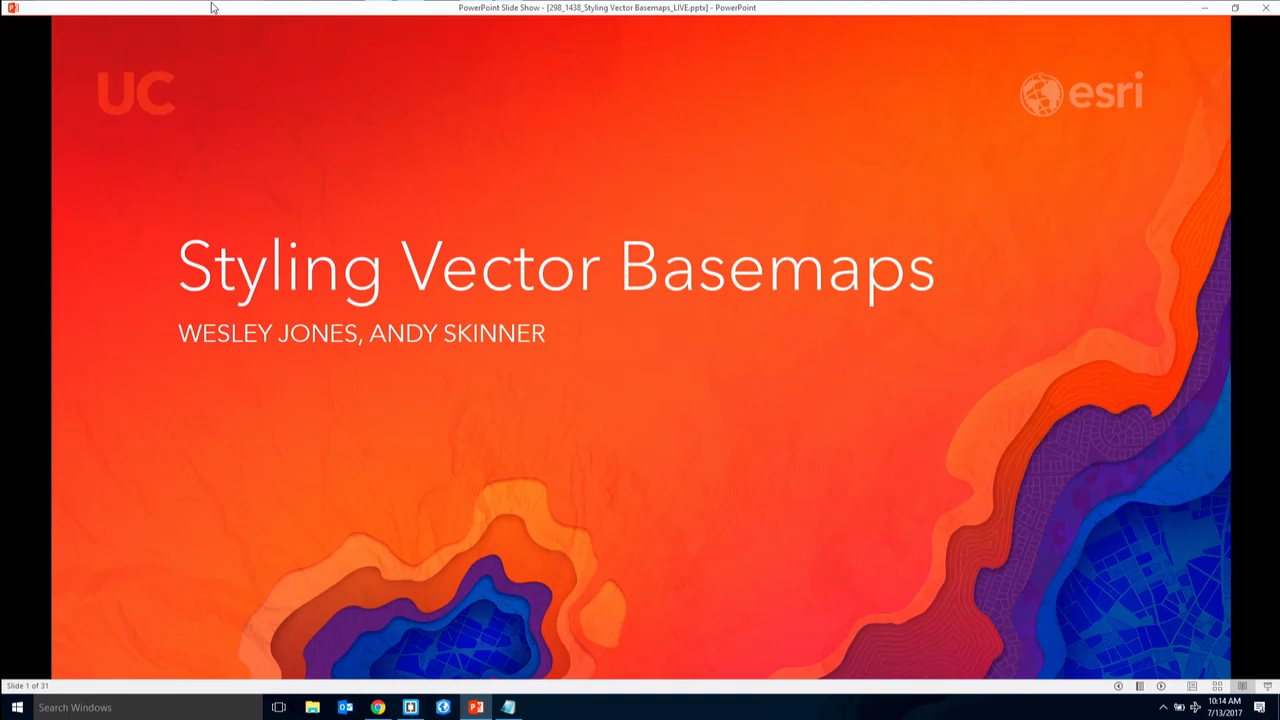 PowerPoint Slide Show - [298_1438_Styling Vector Basemaps_LIVE.pptx] - PowerPoint
UC
esri
Styling Vector Basemaps
WESLEY JONES, ANDY SKINNER
Slide 1 of 31
Search Windows
10:14 AM
7/13/2017